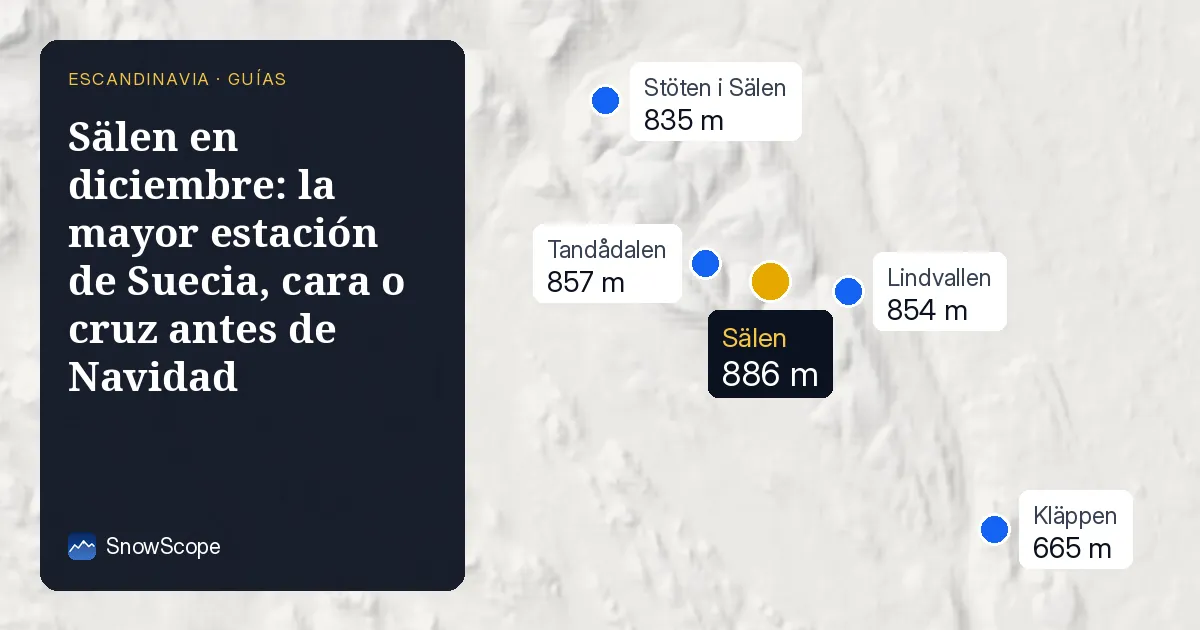 ESCANDINAVIA · GUÍAS
Sälen en
diciembre: la
mayor estación
de Suecia, cara o
cruz antes de
Navidad
SnowScope
Stöten i Sälen
835 m
Tandådalen
857 m
Lindvallen
854 m
Sälen
886 m
Kläppen
665 m